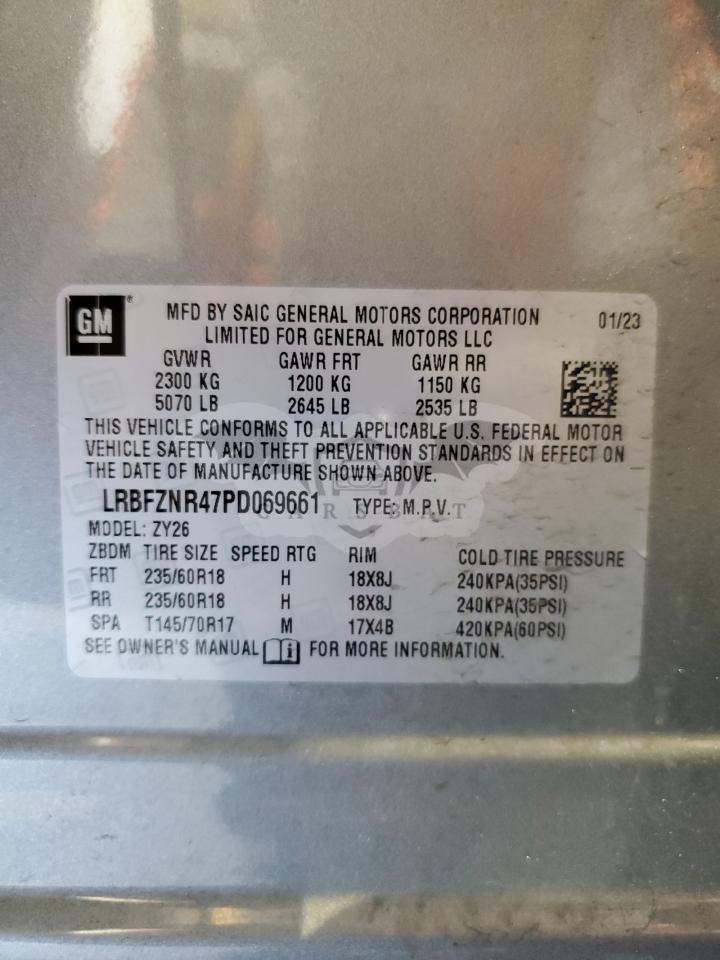 GM ®
MFD BY SAIC GENERAL MOTORS CORPORATION 01/23
LIMITED FOR GENERAL MOTORS LLC
GVWR GAWR FRT GAWR RR
2300 KG 1200 KG 1150 KG
5070 LB 2645 LB 2535 LB
THIS VEHICLE CONFORMS TO ALL APPLICABLE U.S. FEDERAL MOTOR
VEHICLE SAFETY AND THEFT PREVENTION STANDARDS IN EFFECT ON
THE DATE OF MANUFACTURE SHOWN ABOVE.
LRBFZNR47PD069661 TYPE: M.P.V.
CARSBAT
MODEL: ZY26
ZBDM TIRE SIZE SPEED RTG RIM COLD TIRE PRESSURE
FRT 235/60R18 H 18X8J 240KPA(35PSI)
RR 235/60R18 H 18X8J 240KPA(35PSI)
SPA T145/70R17 M 17X4B 420KPA(60PSI)
SEE OWNER'S MANUAL i FOR MORE INFORMATION.